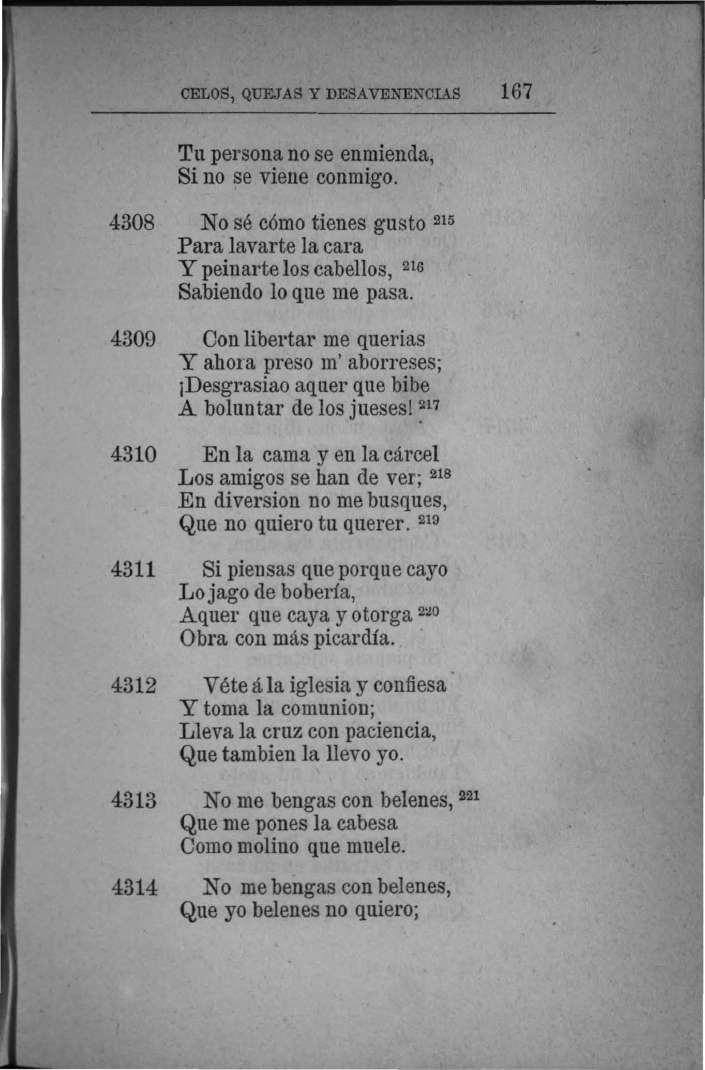 CELOS, QUEJAS Y DESAVENENCIAS 167
Tu persona no se enmienda,
Si no se viene conmigo.
4308 No sé cómo tienes gusto 215
Para lavarte la cara
Y peinarte los cabellos, 216
Sabiendo lo que me pasa.
4309 Con libertar me querias
Y ahora preso m' aborreses;
¡Desgrasiao aquer que bibe
A boluntar de los jueses! 217
4310 En la cama y en la cárcel
Los amigos se han de ver; 218
En diversion no me busques,
Que no quiero tu querer. 219
4311 Si piensas que porque cayo
Lo jago de bobería,
Aquer que caya y otorga 220
Obra con más picardía.
4312 Véte á la iglesia y confiesa
Y toma la comunion;
Lleva la cruz con paciencia,
Que tambien la llevo yo.
4313 No me bengas con belenes, 221
Que me pones la cabesa
Como molino que muele.
4314 No me bengas con belenes,
Que yo belenes no quiero;